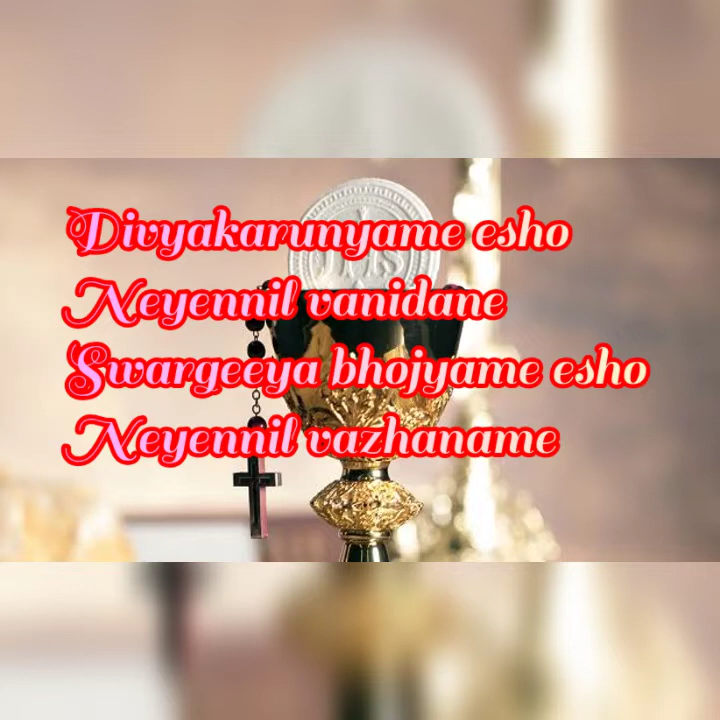 Divyakarunyame esho
Neyennil vanidane
Swargeeya bhojyame esho
Neyennil vazhaname